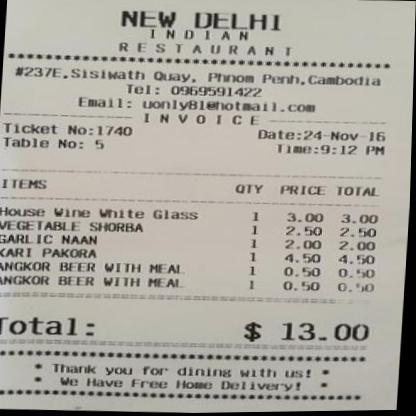 NEW DELHI
INDIAN
RESTAURANT
#237E,Sisiwath Quay, Phnom Penh,Cambodia
Tel: 0969591422
Email: uonly81@hotmail.com
INVOICE
Ticket No:1740 Date:24-Nov-16
Table No: 5 Time:9:12 PM
ITEMS QTY PRICE TOTAL
House Wine White Glass 1 3.00 3.00
VEGETABLE SHORBA 1 2.50 2.50
GARLIC NAAN 1 2.00 2.00
KARI PAKORA 1 4.50 4.50
ANGKOR BEER WITH MEAL 1 0.50 0.50
ANGKOR BEER WITH MEAL 1 0.50 0.50
Total: $ 13.00
* Thank you for dining with us! *
* We Have Free Home Delivery! *